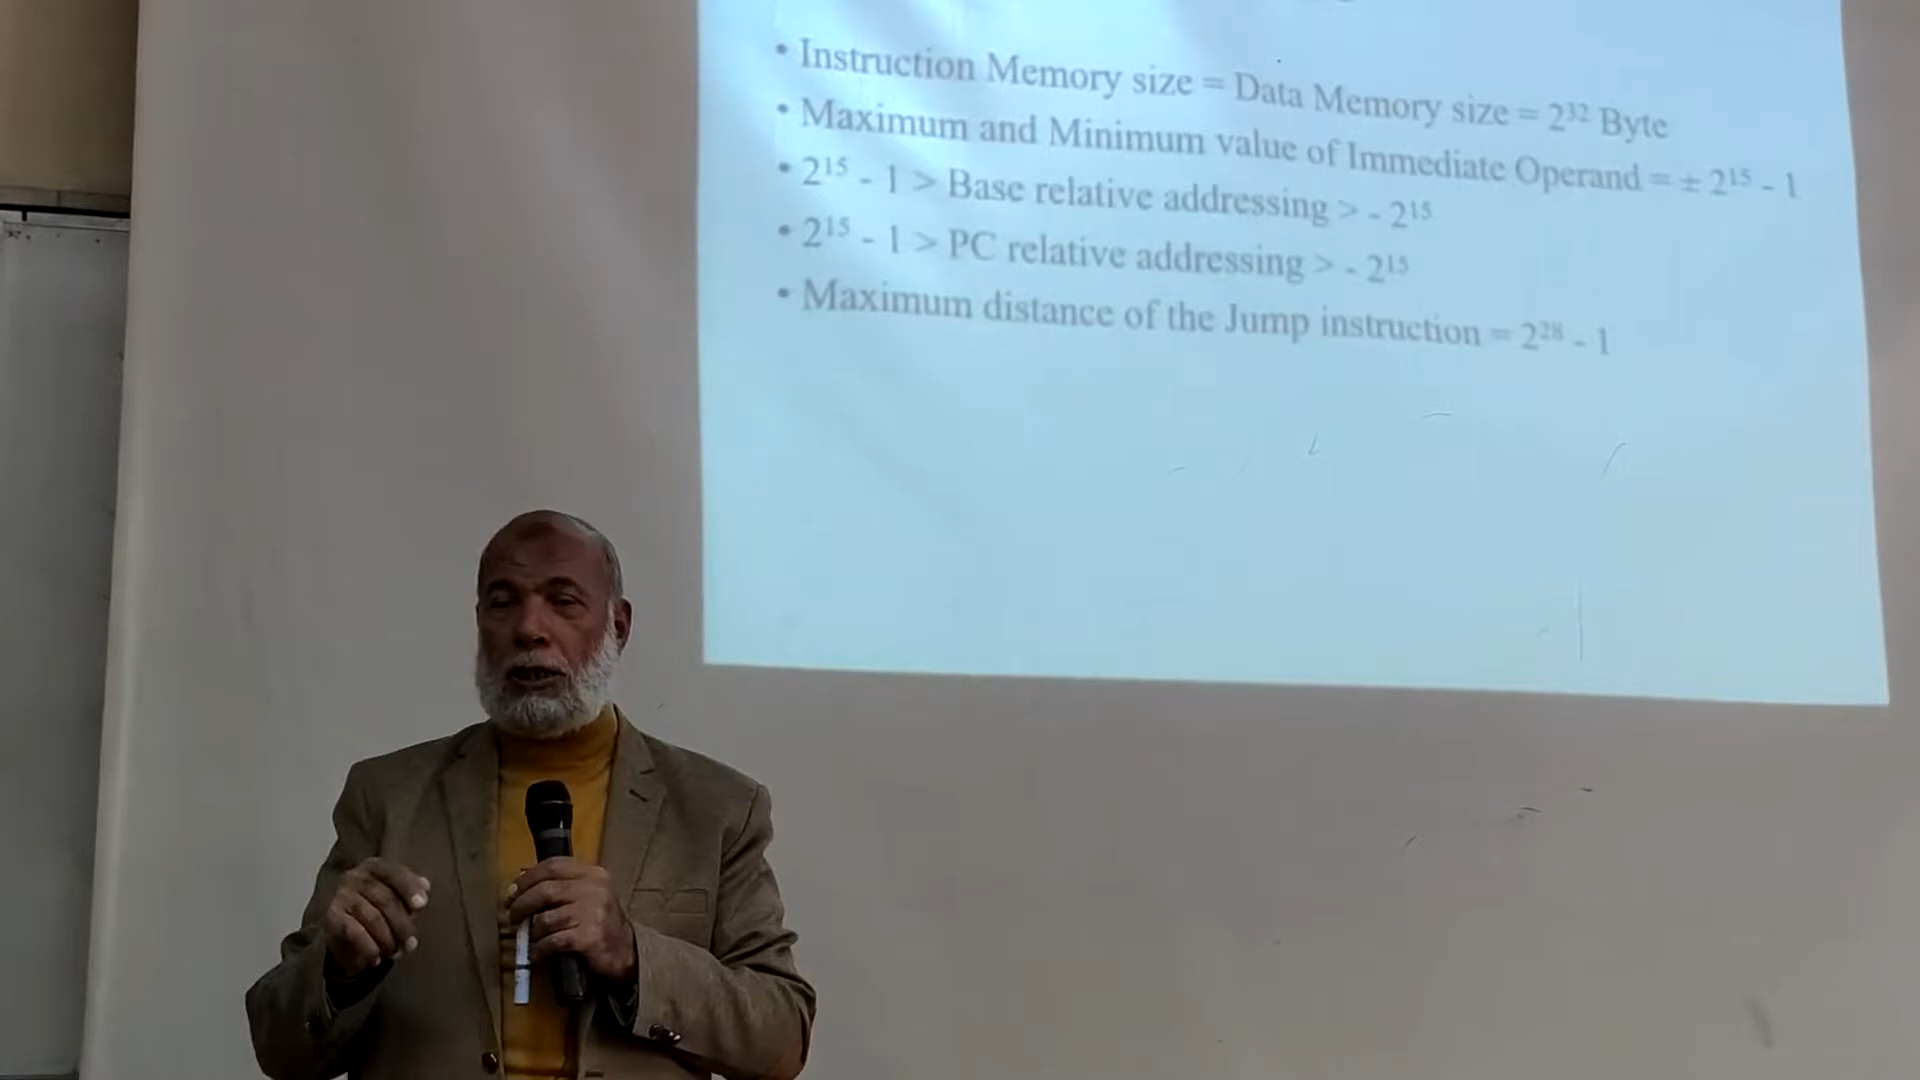 • Instruction Memory size = Data Memory size = 2³² Byte
• Maximum and Minimum value of Immediate Operand = ± 2¹⁵ - 1
• 2¹⁵ - 1 > Base relative addressing > - 2¹⁵
• 2¹⁵ - 1 > PC relative addressing > - 2¹⁵
• Maximum distance of the Jump instruction = 2²⁸ - 1